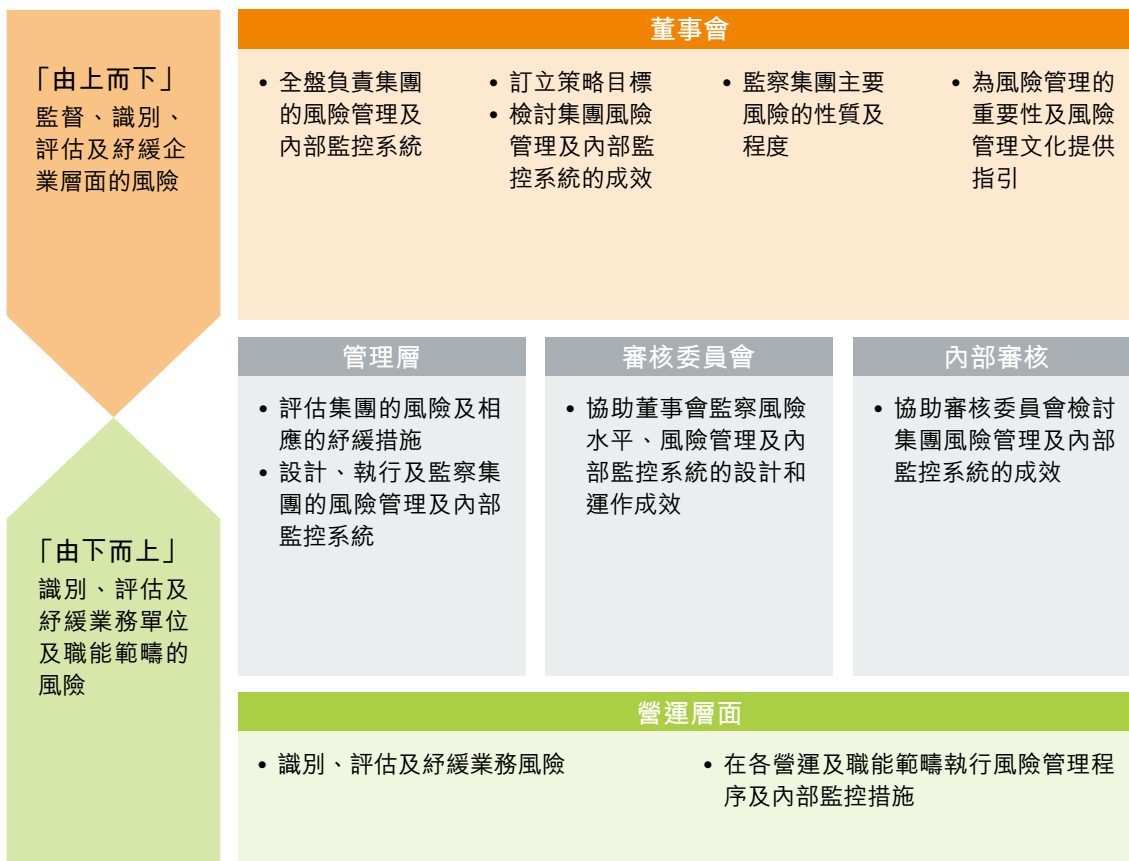 「由上而下」
監督、識別、
評估及紓緩企
業層面的風險
董事會
• 全盤負責集團
的風險管理及
內部監控系統
• 訂立策略目標
• 檢討集團風險
管理及內部監
控系統的成效
• 監察集團主要
風險的性質及
程度
• 為風險管理的
重要性及風險
管理文化提供
指引
管理層
• 評估集團的風險及相
應的紓緩措施
• 設計、執行及監察集
團的風險管理及內部
監控系統
審核委員會
• 協助董事會監察風險
水平、風險管理及內
部監控系統的設計和
運作成效
內部審核
• 協助審核委員會檢討
集團風險管理及內部
監控系統的成效
「由下而上」
識別、評估及
紓緩業務單位
及職能範疇的
風險
營運層面
• 識別、評估及紓緩業務風險
• 在各營運及職能範疇執行風險管理程
序及內部監控措施